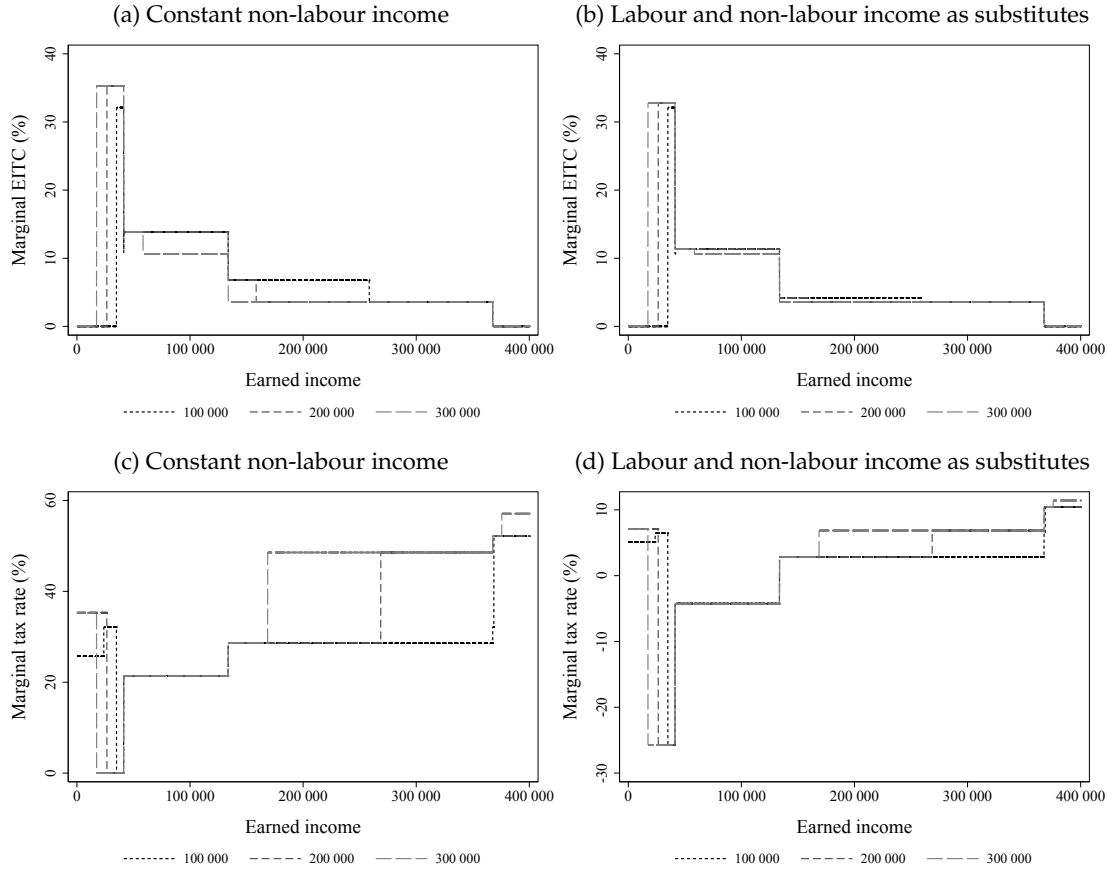 (a) Constant non-labour income
(b) Labour and non-labour income as substitutes
Marginal EITC (%)
40
30
20
10
0
0 100 000 200 000 300 000 400 000
Earned income
100 000 200 000 300 000
Marginal EITC (%)
40
30
20
10
0
0 100 000 200 000 300 000 400 000
Earned income
100 000 200 000 300 000
(c) Constant non-labour income
(d) Labour and non-labour income as substitutes
Marginal tax rate (%)
60
40
20
0
0 100 000 200 000 300 000 400 000
Earned income
100 000 200 000 300 000
Marginal tax rate (%)
10
0
-10
-20
-30
0 100 000 200 000 300 000 400 000
Earned income
100 000 200 000 300 000